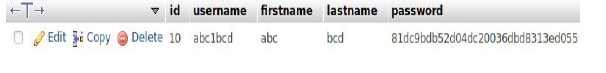 id username firstname lastname password
Edit Copy Delete 10 abc1bcd abc bcd 81dc9bdb52d04dc20036dbd8313ed055